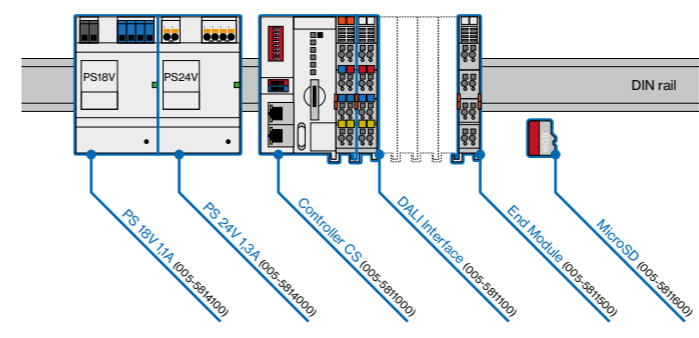 PS18V
PS24V
DIN rail
PS 18V 1,1A (005-5814100)
PS 24V 1,3A (005-5814000)
Controller CS (005-5811000)
DALI Interface (005-5811100)
End Module (005-5811500)
MicroSD (005-5811600)